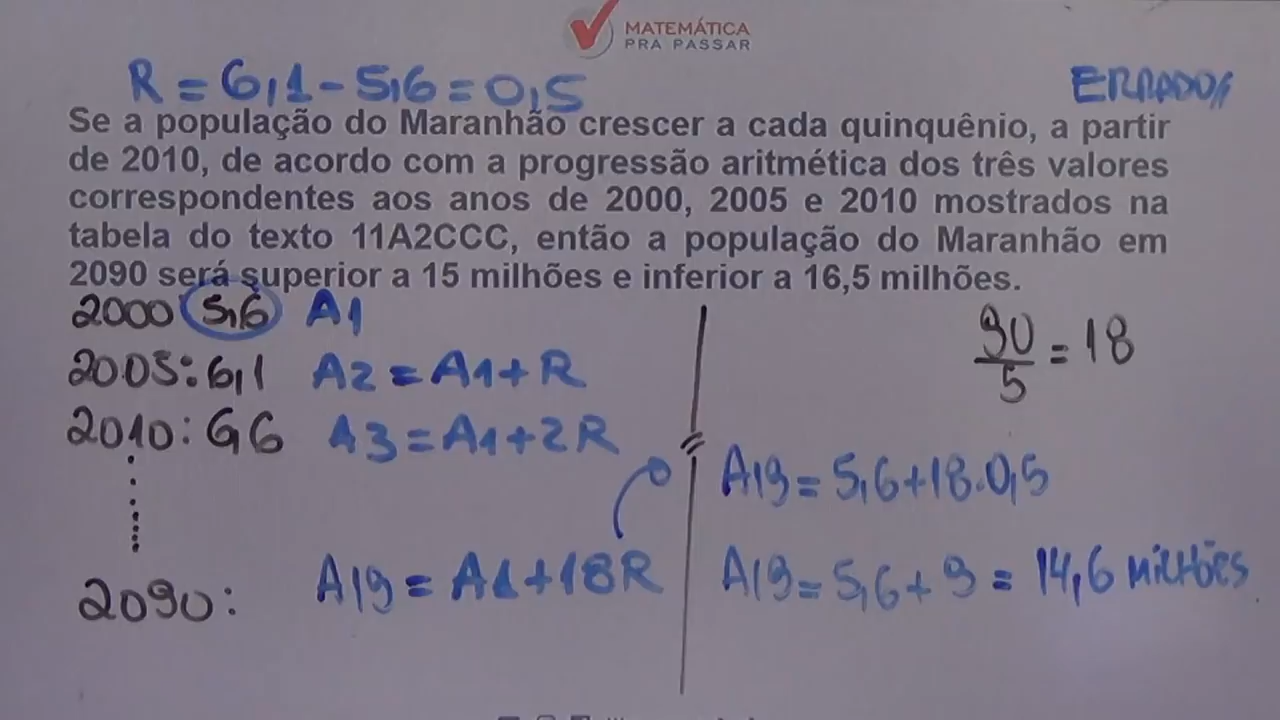 MATEMÁTICA
PRA PASSAR
R = 6,1 - 5,6 = 0,5
ERRADO//
Se a população do Maranhão crescer a cada quinquênio, a partir
de 2010, de acordo com a progressão aritmética dos três valores
correspondentes aos anos de 2000, 2005 e 2010 mostrados na
tabela do texto 11A2CCC, então a população do Maranhão em
2090 será superior a 15 milhões e inferior a 16,5 milhões.
2000 5,6 A1
2005: 6,1 A2 = A1 + R
2010: 6,6 A3 = A1 + 2R
2090: A19 = A1 + 18R
90/5 = 18
A19 = 5,6 + 18.0,5
A19 = 5,6 + 9 = 14,6 MILHÕES